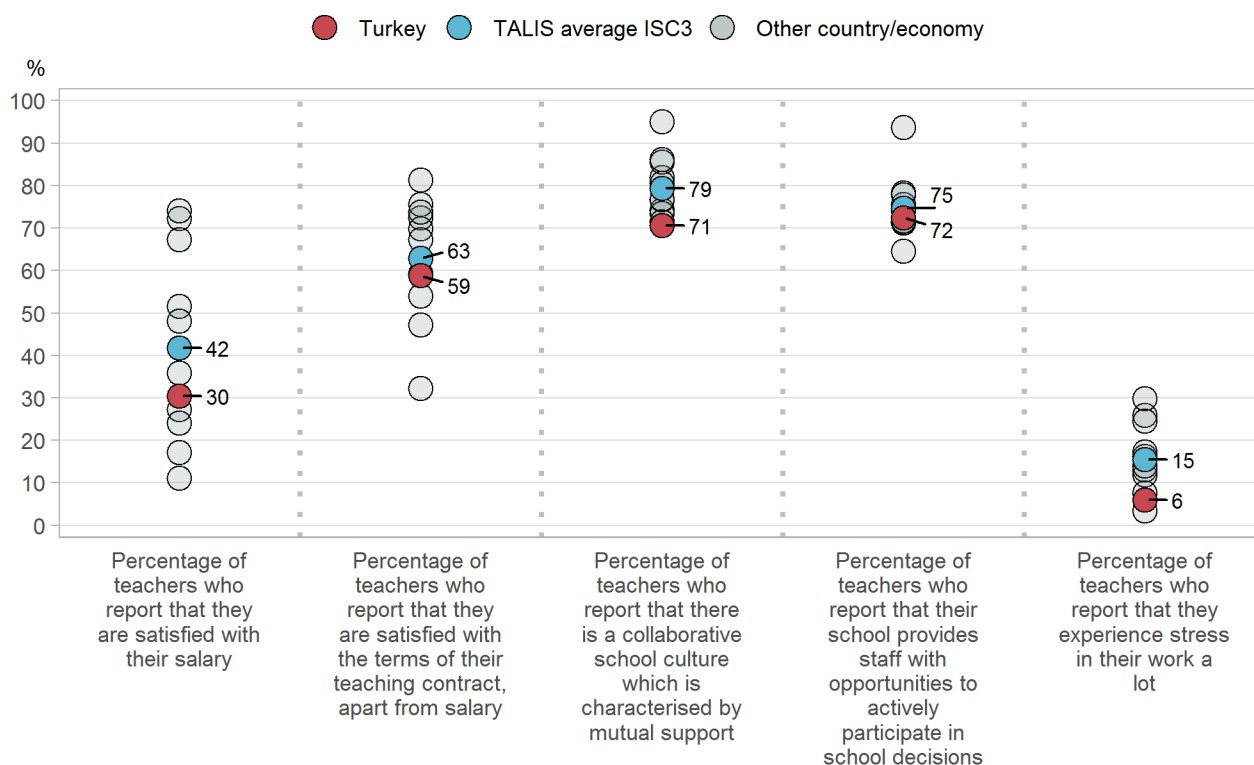 Turkey TALIS average ISC3 Other country/economy
%
100
90
80
70
60
50
40
30
20
10
0
42
30
63
59
79
71
75
72
15
6
Percentage of
teachers who
report that they
are satisfied with
their salary
Percentage of
teachers who
report that they
are satisfied with
the terms of their
teaching contract,
apart from salary
Percentage of
teachers who
report that there
is a collaborative
school culture
which is
characterised by
mutual support
Percentage of
teachers who
report that their
school provides
staff with
opportunities to
actively
participate in
school decisions
Percentage of
teachers who
report that they
experience stress
in their work a
lot